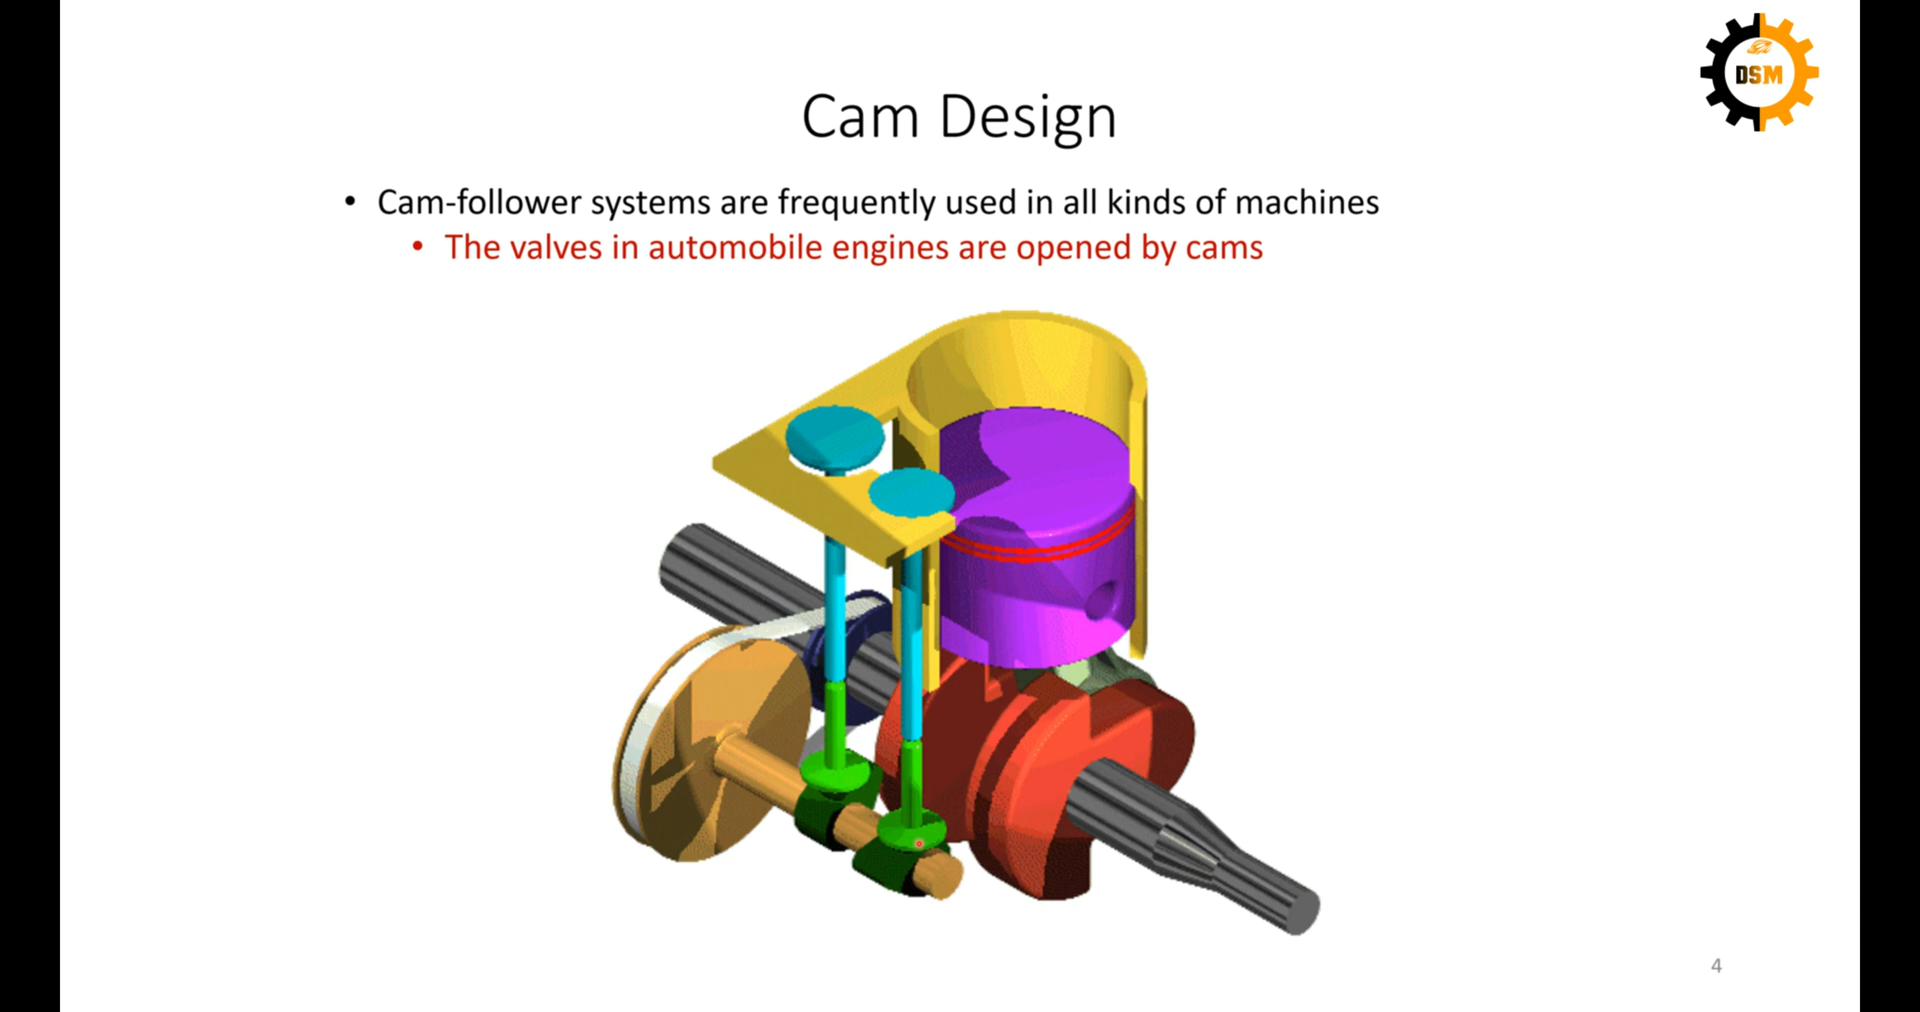 DSM
Cam Design
• Cam-follower systems are frequently used in all kinds of machines
• The valves in automobile engines are opened by cams
4